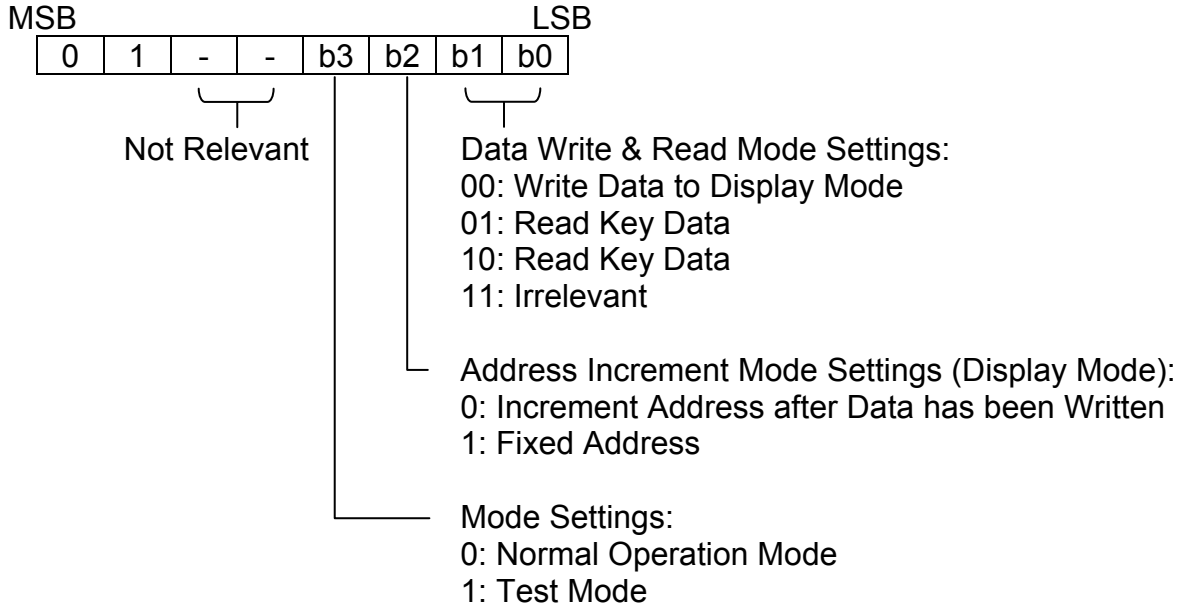 MSB LSB
0 1 - - b3 b2 b1 b0
Not Relevant
Data Write & Read Mode Settings:
00: Write Data to Display Mode
01: Read Key Data
10: Read Key Data
11: Irrelevant
Address Increment Mode Settings (Display Mode):
0: Increment Address after Data has been Written
1: Fixed Address
Mode Settings:
0: Normal Operation Mode
1: Test Mode